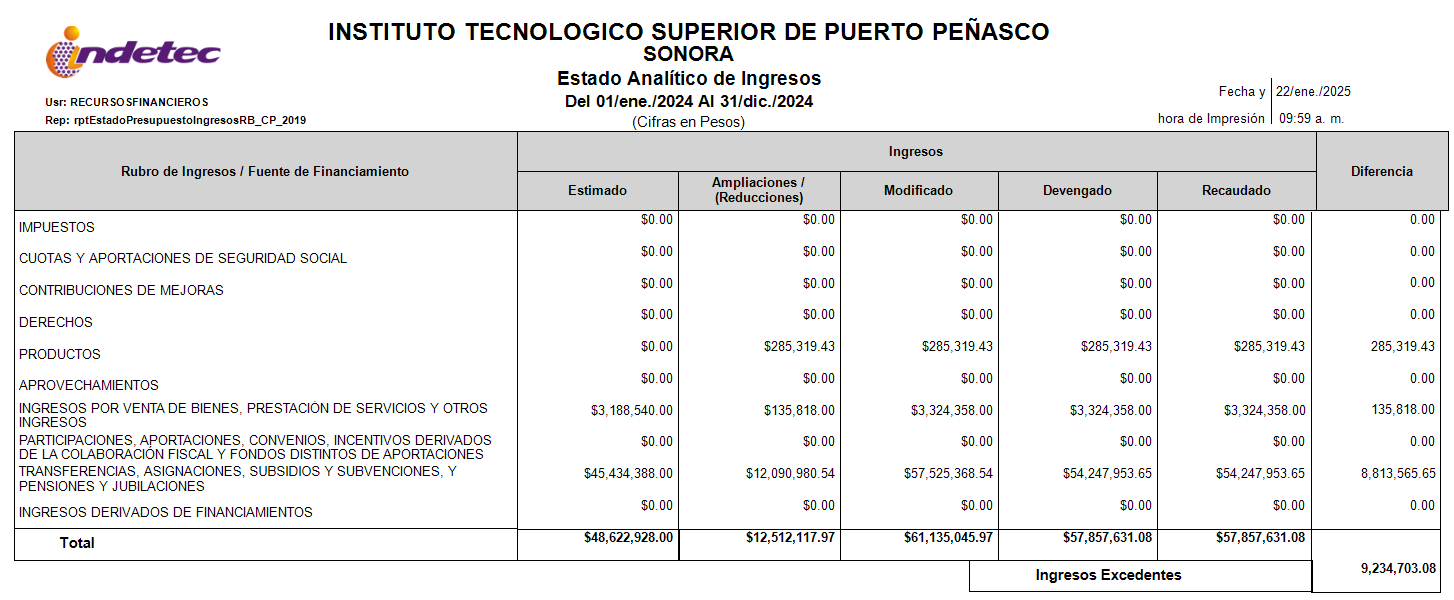 indetec
INSTITUTO TECNOLOGICO SUPERIOR DE PUERTO PEÑASCO
SONORA
Estado Analítico de Ingresos
Del 01/ene./2024 Al 31/dic./2024
(Cifras en Pesos)
Usr: RECURSOSFINANCIEROS
Rep: rptEstadoPresupuestoIngresosRB_CP_2019
Fecha y 22/ene./2025
hora de Impresión 09:59 a. m.
Rubro de Ingresos / Fuente de Financiamiento
Ingresos
Diferencia
Estimado
Ampliaciones /
(Reducciones)
Modificado
Devengado
Recaudado
IMPUESTOS $0.00 $0.00 $0.00 $0.00 $0.00 0.00
CUOTAS Y APORTACIONES DE SEGURIDAD SOCIAL $0.00 $0.00 $0.00 $0.00 $0.00 0.00
CONTRIBUCIONES DE MEJORAS $0.00 $0.00 $0.00 $0.00 $0.00 0.00
DERECHOS $0.00 $0.00 $0.00 $0.00 $0.00 0.00
PRODUCTOS $0.00 $285,319.43 $285,319.43 $285,319.43 $285,319.43 285,319.43
APROVECHAMIENTOS $0.00 $0.00 $0.00 $0.00 $0.00 0.00
INGRESOS POR VENTA DE BIENES, PRESTACIÓN DE SERVICIOS Y OTROS
INGRESOS $3,188,540.00 $135,818.00 $3,324,358.00 $3,324,358.00 $3,324,358.00 135,818.00
PARTICIPACIONES, APORTACIONES, CONVENIOS, INCENTIVOS DERIVADOS
DE LA COLABORACIÓN FISCAL Y FONDOS DISTINTOS DE APORTACIONES $0.00 $0.00 $0.00 $0.00 $0.00 0.00
TRANSFERENCIAS, ASIGNACIONES, SUBSIDIOS Y SUBVENCIONES, Y
PENSIONES Y JUBILACIONES $45,434,388.00 $12,090,980.54 $57,525,368.54 $54,247,953.65 $54,247,953.65 8,813,565.65
INGRESOS DERIVADOS DE FINANCIAMIENTOS $0.00 $0.00 $0.00 $0.00 $0.00 0.00
Total $48,622,928.00 $12,512,117.97 $61,135,045.97 $57,857,631.08 $57,857,631.08
Ingresos Excedentes 9,234,703.08